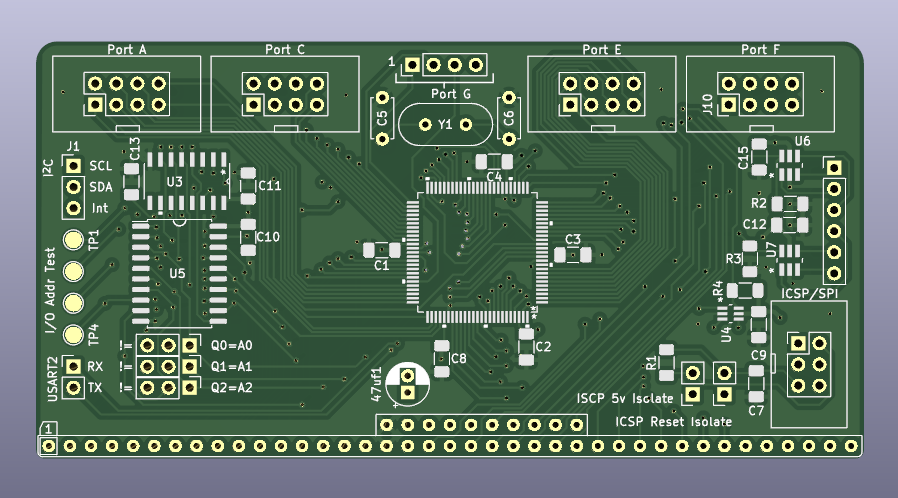 Port A
Port C
Port E
Port F
1
Port G
C5
Y1
C6
J10
J1
I2C
SCL
SDA
Int
C13
U3
*
C11
C10
U5
C4
C15
U6
*
R2
C12
R3
U7
*
C1
C3
TP1
I/O Addr Test
TP4
ICSP/SPI
R4
*
U4
C9
*
C2
C8
!=
Q0=A0
!=
Q1=A1
!=
Q2=A2
USART2
RX
TX
47uf1
+
R1
C7
ISCP 5v Isolate
ICSP Reset Isolate
1